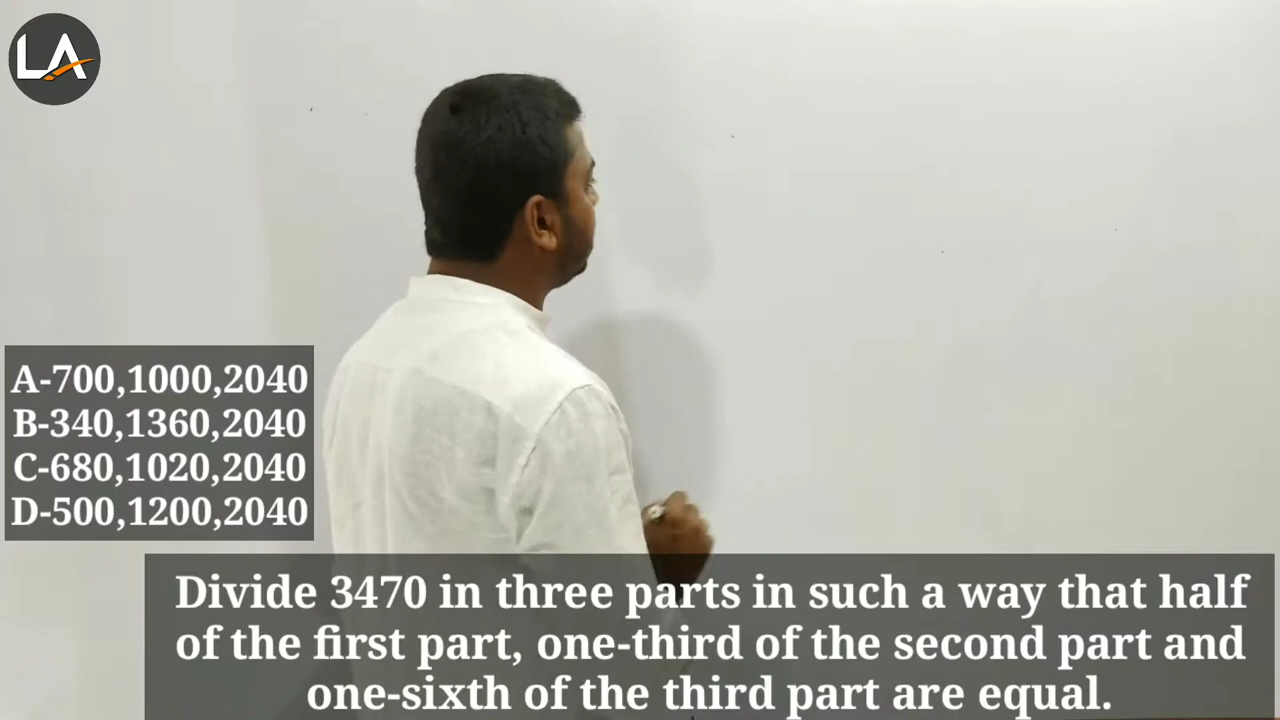 LA
A-700,1000,2040
B-340,1360,2040
C-680,1020,2040
D-500,1200,2040
Divide 3470 in three parts in such a way that half
of the first part, one-third of the second part and
one-sixth of the third part are equal.